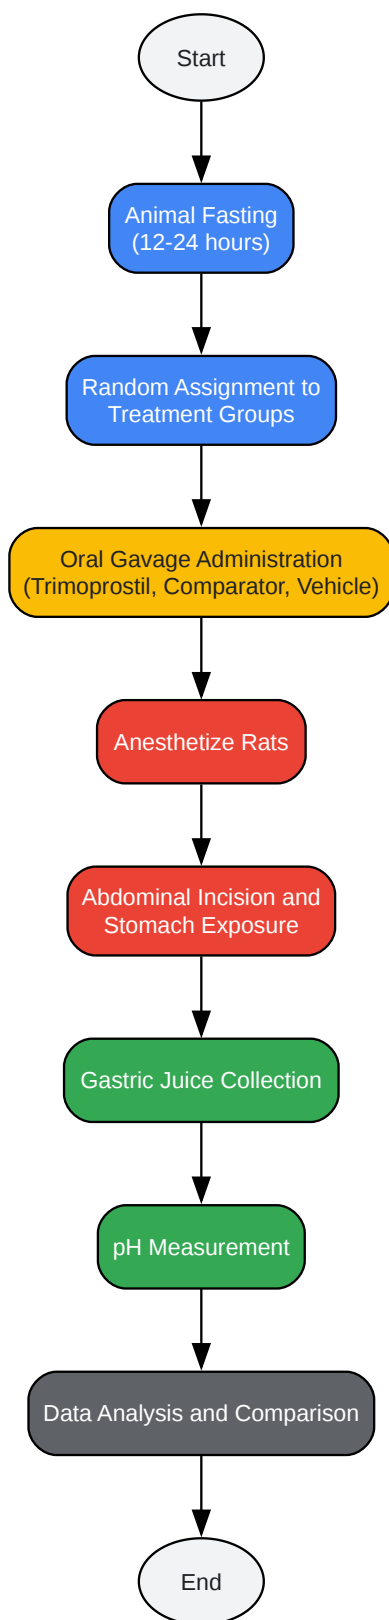 Start
Animal Fasting
(12-24 hours)
Random Assignment to
Treatment Groups
Oral Gavage Administration
(Trimoprostil, Comparator, Vehicle)
Anesthetize Rats
Abdominal Incision and
Stomach Exposure
Gastric Juice Collection
pH Measurement
Data Analysis and Comparison
End